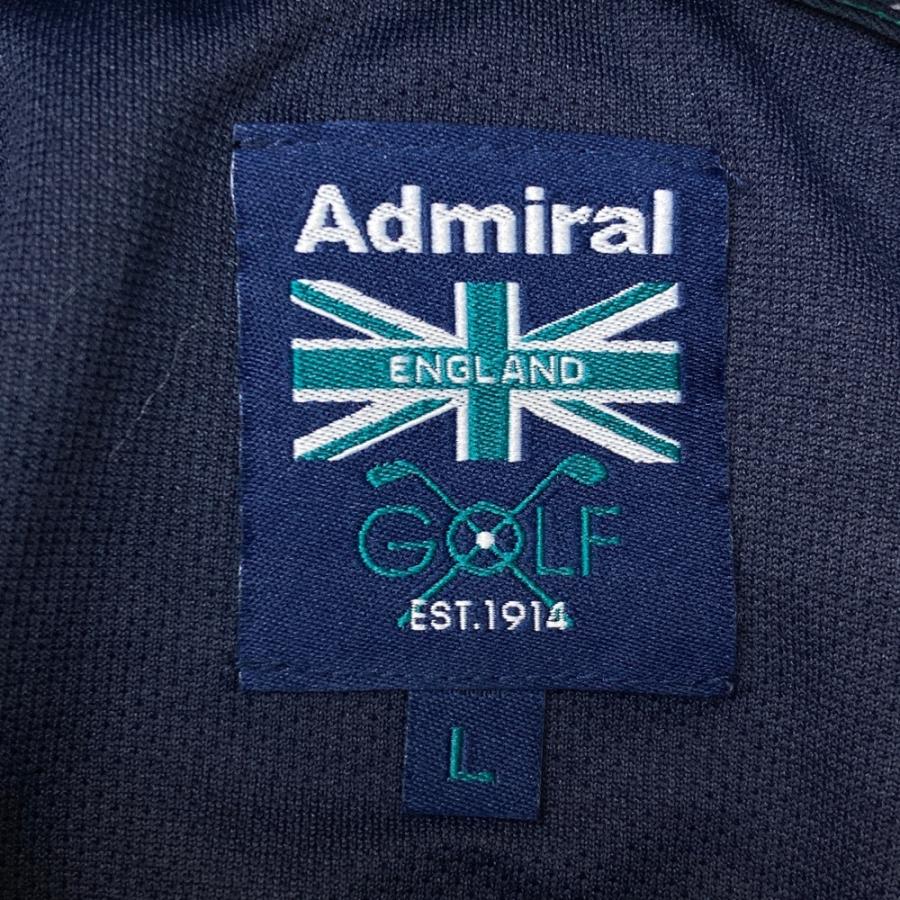 Admiral
ENGLAND
GOLF
EST.1914
L